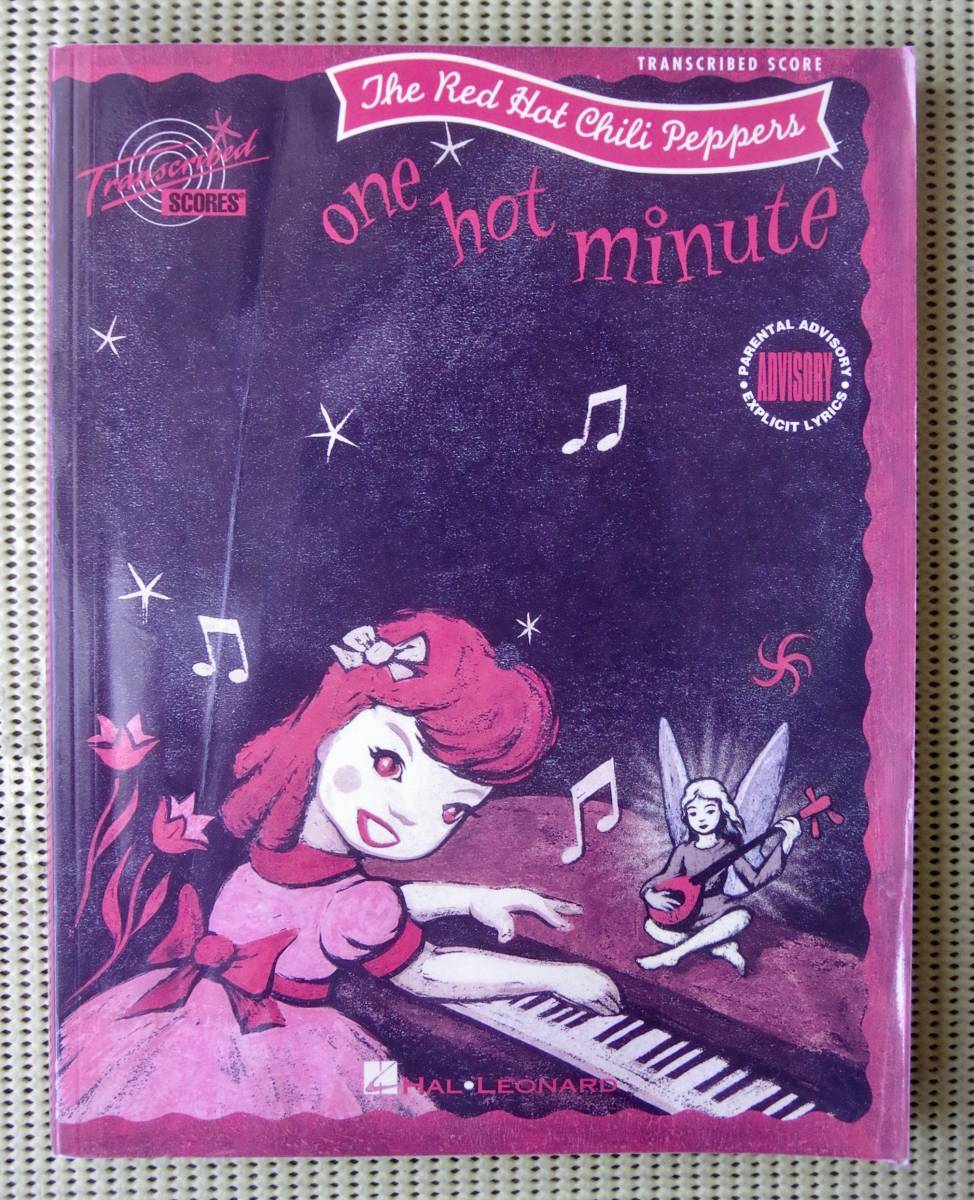 TRANSCRIBED SCORE
The Red Hot Chili Peppers
Transcribed
SCORES
one hot minute
PARENTAL ADVISORY
ADVISORY
EXPLICIT LYRICS
HAL•LEONARD